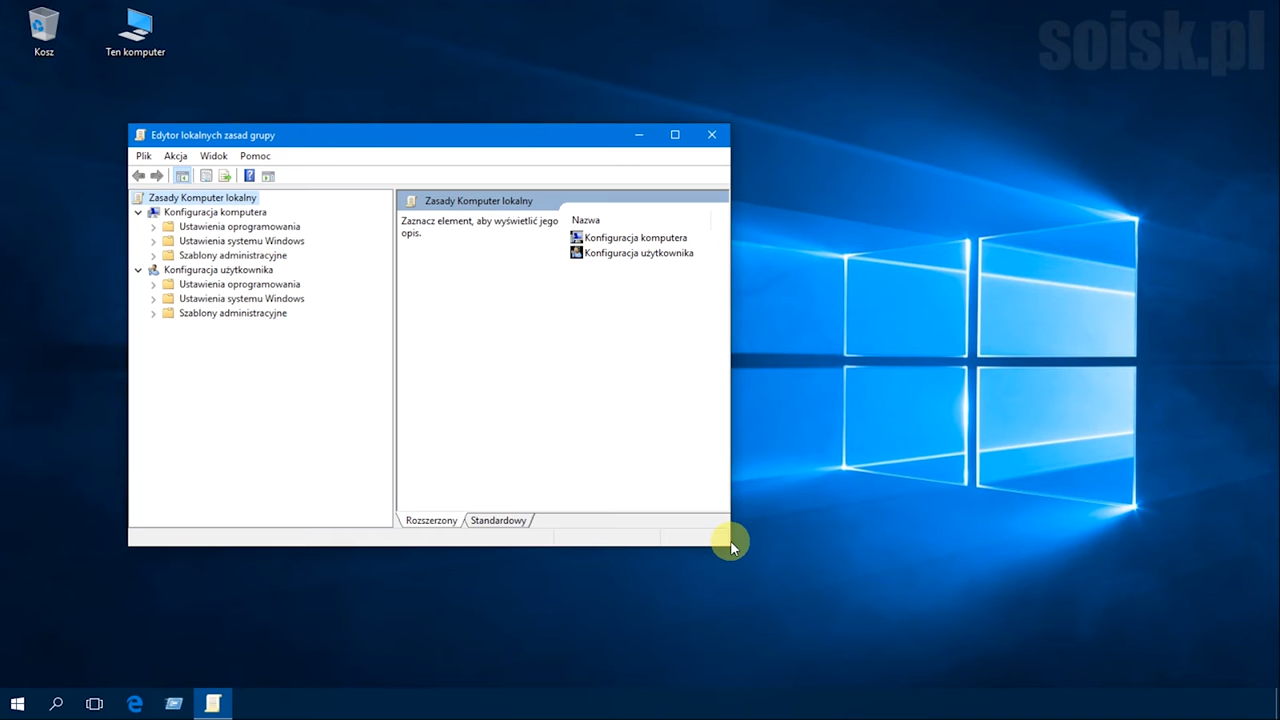 soisk.pl
Kosz
Ten komputer
Edytor lokalnych zasad grupy
Plik Akcja Widok Pomoc
Zasady Komputer lokalny
Konfiguracja komputera
Ustawienia oprogramowania
Ustawienia systemu Windows
Szablony administracyjne
Konfiguracja użytkownika
Ustawienia oprogramowania
Ustawienia systemu Windows
Szablony administracyjne
Zasady Komputer lokalny
Zaznacz element, aby wyświetlić jego
opis.
Nazwa
Konfiguracja komputera
Konfiguracja użytkownika
Rozszerzony Standardowy